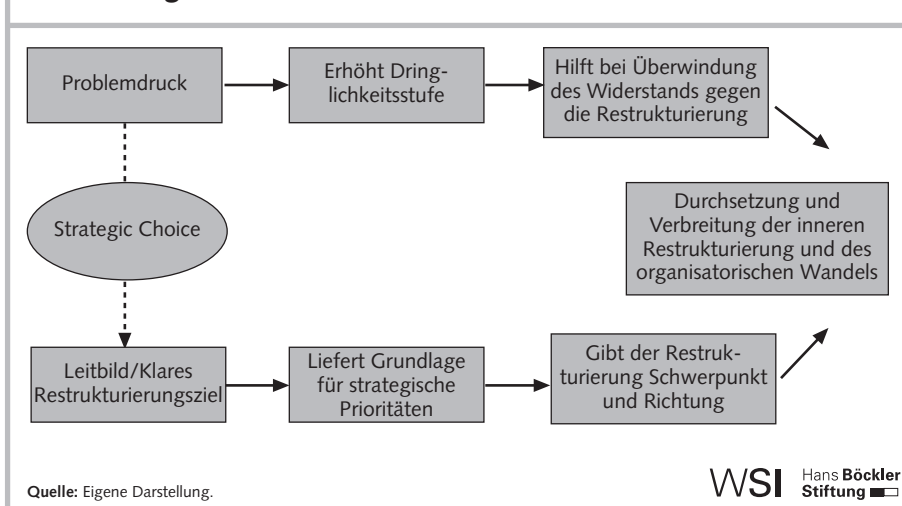 Problemdruck
Erhöht Dring-
lichkeitsstufe
Hilft bei Überwindung
des Widerstands gegen
die Restrukturierung
Strategic Choice
Durchsetzung und
Verbreitung der inneren
Restrukturierung und des
organisatorischen Wandels
Leitbild/Klares
Restrukturierungsziel
Liefert Grundlage
für strategische
Prioritäten
Gibt der Restruk-
turierung Schwerpunkt
und Richtung
Quelle: Eigene Darstellung.
WSI
Hans Böckler
Stiftung